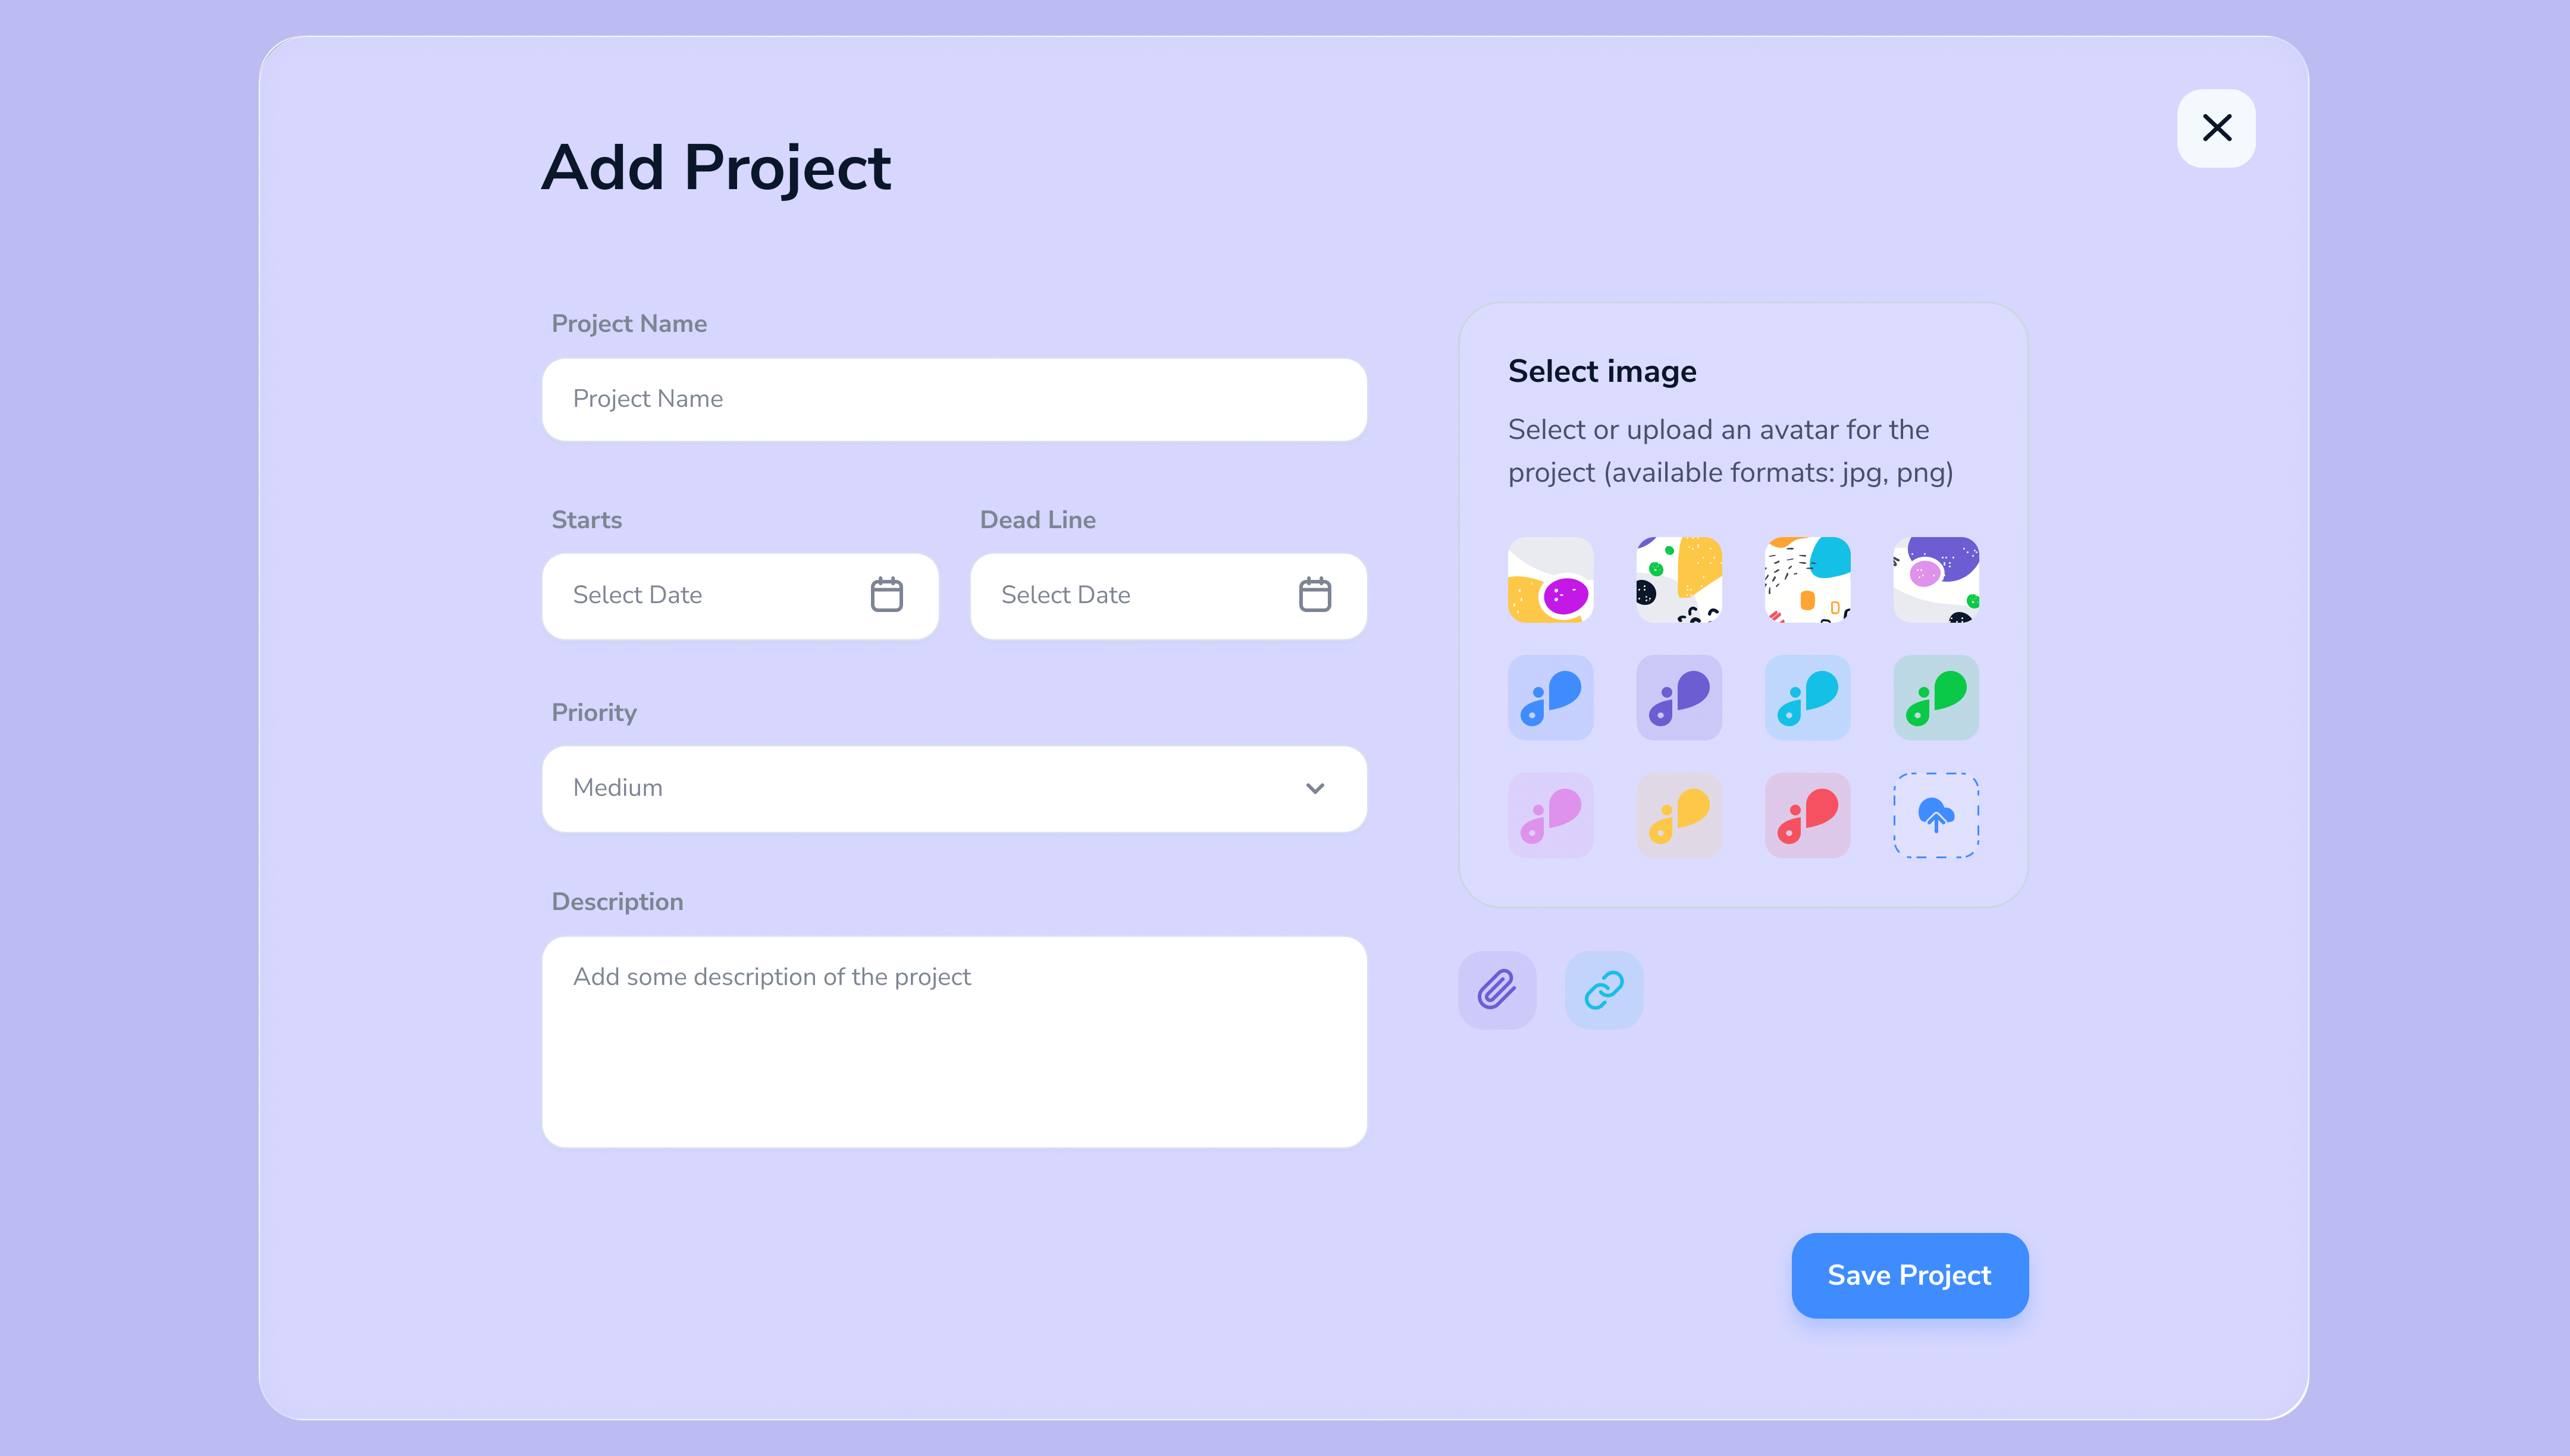 Add Project
Project Name
Project Name
Starts
Dead Line
Select Date
Select Date
Priority
Medium
Description
Add some description of the project
Select image
Select or upload an avatar for the
project (available formats: jpg, png)
Save Project